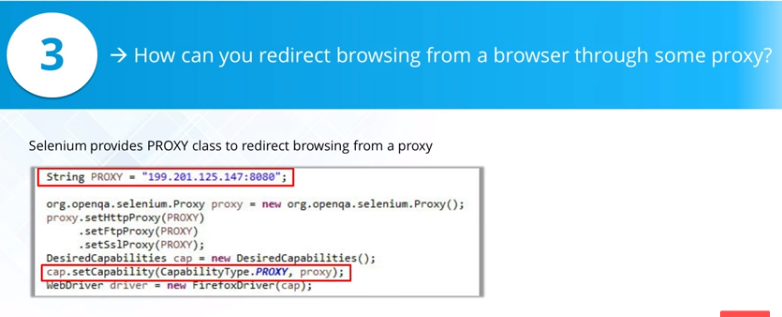 3
→ How can you redirect browsing from a browser through some proxy?
Selenium provides PROXY class to redirect browsing from a proxy
String PROXY = "199.201.125.147:8080";
org.openqa.selenium.Proxy proxy = new org.openqa.selenium.Proxy();
proxy.setHttpProxy(PROXY)
.setFtpProxy(PROXY)
.setSslProxy(PROXY);
DesiredCapabilities cap = new DesiredCapabilities();
cap.setCapability(CapabilityType.PROXY, proxy);
WebDriver driver = new FirefoxDriver(cap);